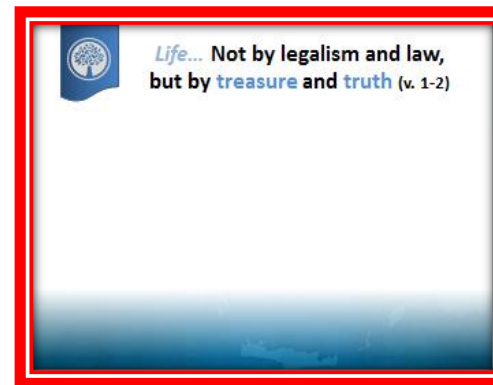 Life... Not by legalism and law,
but by treasure and truth (v. 1-2)